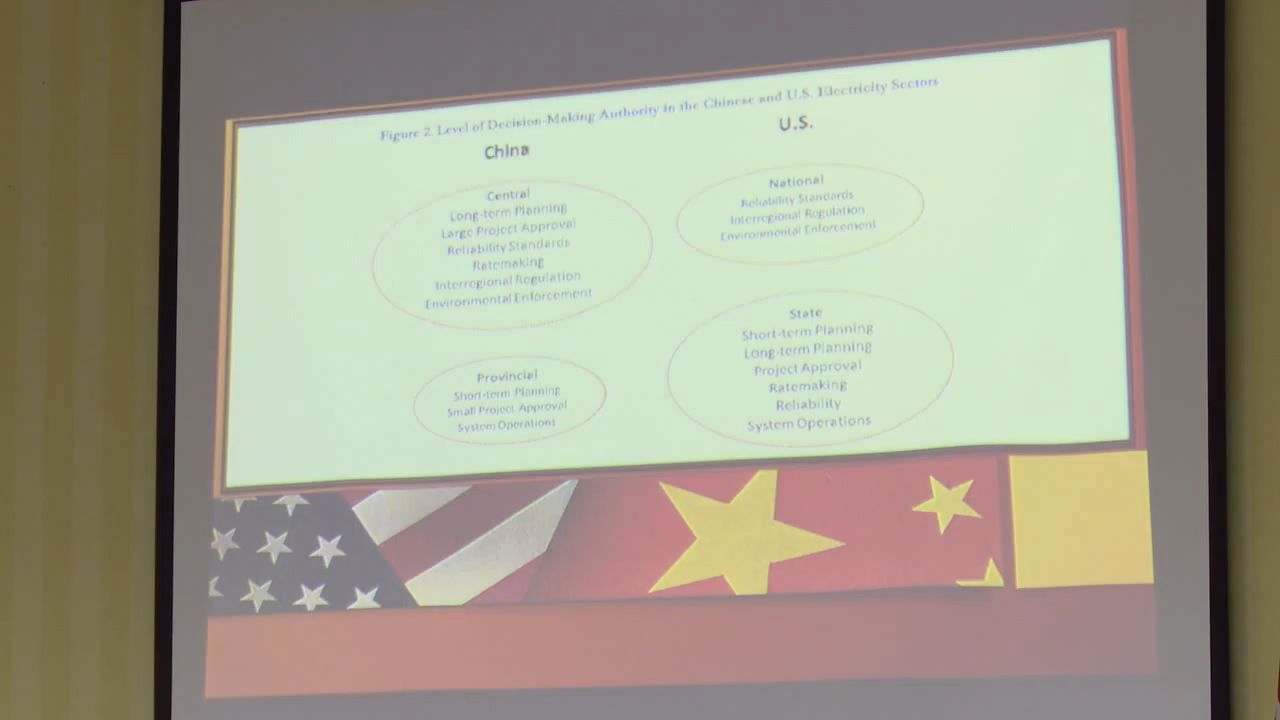 Figure 2. Level of Decision-Making Authority in the Chinese and U.S. Electricity Sectors
China
Central
Long-term Planning
Large Project Approval
Reliability Standards
Ratemaking
Interregional Regulation
Environmental Enforcement
Provincial
Short-term Planning
Small Project Approval
System Operations
U.S.
National
Reliability Standards
Interregional Regulation
Environmental Enforcement
State
Short-term Planning
Long-term Planning
Project Approval
Ratemaking
Reliability
System Operations